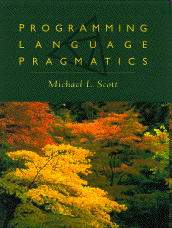 PROGRAMMING
LANGUAGE
PRAGMATICS
Michael L. Scott